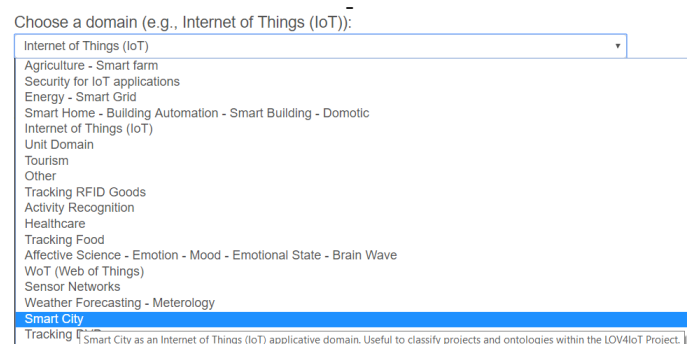 Choose a domain (e.g., Internet of Things (IoT)):
Internet of Things (IoT)
Agriculture - Smart farm
Security for IoT applications
Energy - Smart Grid
Smart Home - Building Automation - Smart Building - Domotic
Internet of Things (IoT)
Unit Domain
Tourism
Other
Tracking RFID Goods
Activity Recognition
Healthcare
Tracking Food
Affective Science - Emotion - Mood - Emotional State - Brain Wave
WoT (Web of Things)
Sensor Networks
Weather Forecasting - Meterology
Smart City
Tracking
Smart City as an Internet of Things (IoT) applicative domain. Useful to classify projects and ontologies within the LOV4IoT Project.